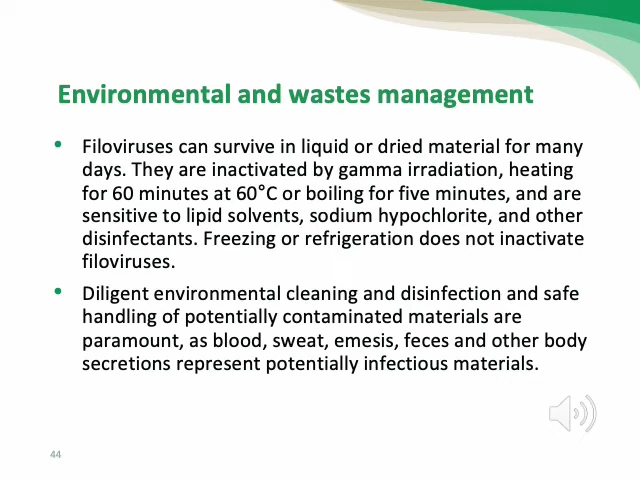 Environmental and wastes management
• Filoviruses can survive in liquid or dried material for many
days. They are inactivated by gamma irradiation, heating
for 60 minutes at 60°C or boiling for five minutes, and are
sensitive to lipid solvents, sodium hypochlorite, and other
disinfectants. Freezing or refrigeration does not inactivate
filoviruses.
• Diligent environmental cleaning and disinfection and safe
handling of potentially contaminated materials are
paramount, as blood, sweat, emesis, feces and other body
secretions represent potentially infectious materials.
44